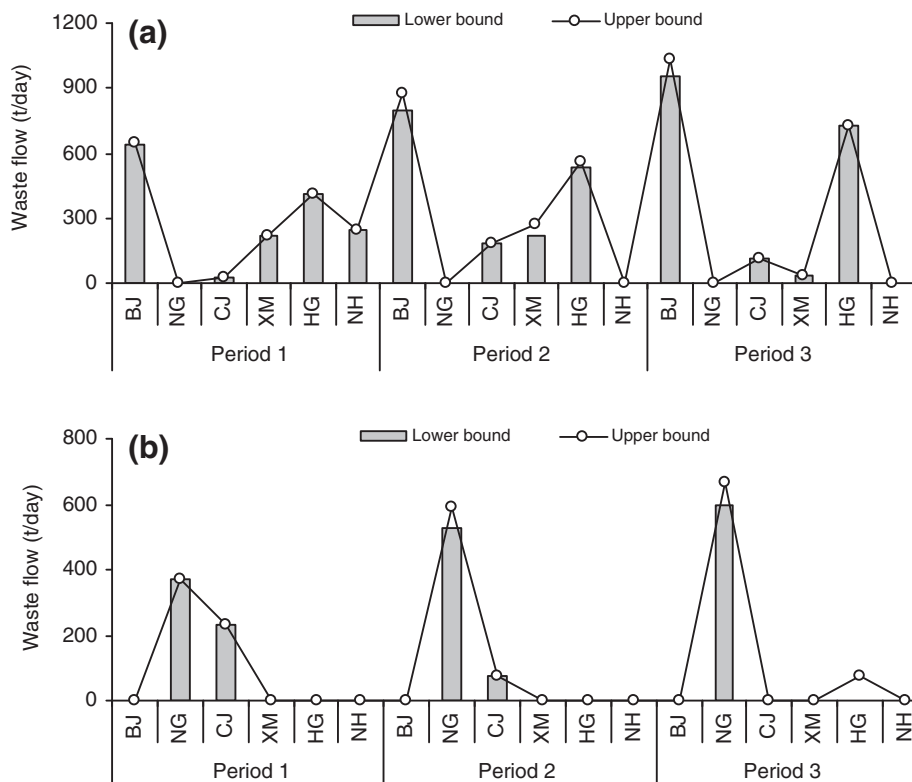 (a)
Lower bound
Upper bound
Waste flow (t/day)
1200
900
600
300
0
BJ NG CJ XM HG NH BJ NG CJ XM HG NH BJ NG CJ XM HG NH
Period 1 Period 2 Period 3
(b)
Lower bound
Upper bound
Waste flow (t/day)
800
600
400
200
0
BJ NG CJ XM HG NH BJ NG CJ XM HG NH BJ NG CJ XM HG NH
Period 1 Period 2 Period 3